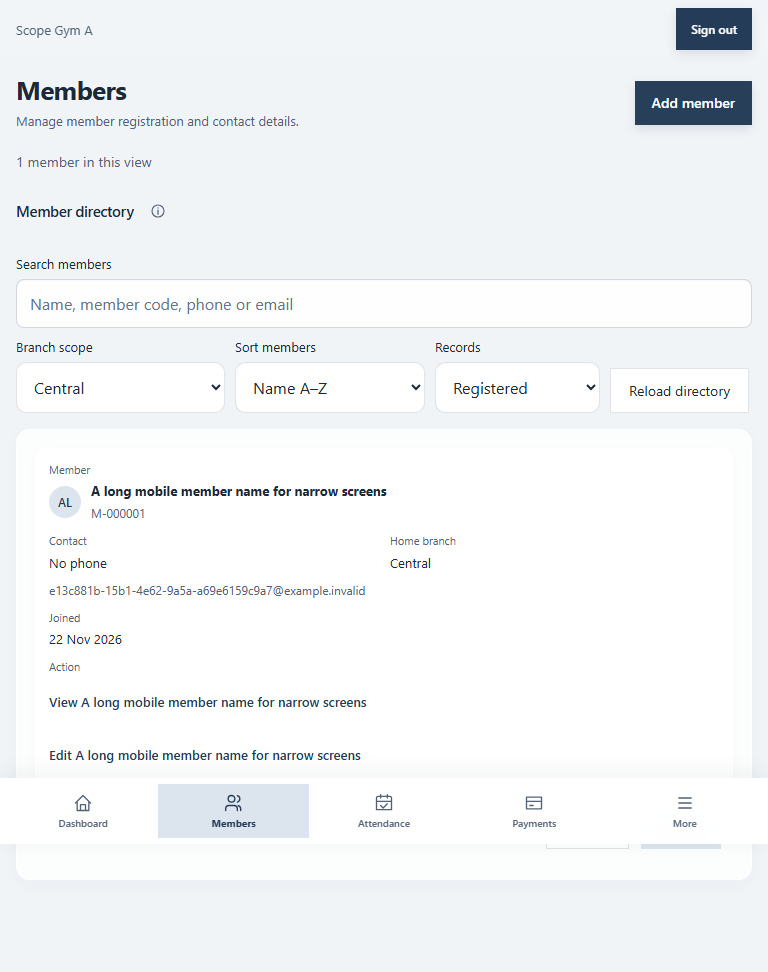 Scope Gym A
Sign out
Members
Add member
Manage member registration and contact details.
1 member in this view
Member directory
Search members
Name, member code, phone or email
Branch scope
Sort members
Records
Central
Name A–Z
Registered
Reload directory
Member
AL
A long mobile member name for narrow screens
M-000001
Contact
Home branch
No phone
Central
e13c881b-15b1-4e62-9a5a-a69e6159c9a7@example.invalid
Joined
22 Nov 2026
Action
View A long mobile member name for narrow screens
Edit A long mobile member name for narrow screens
Dashboard
Members
Attendance
Payments
More